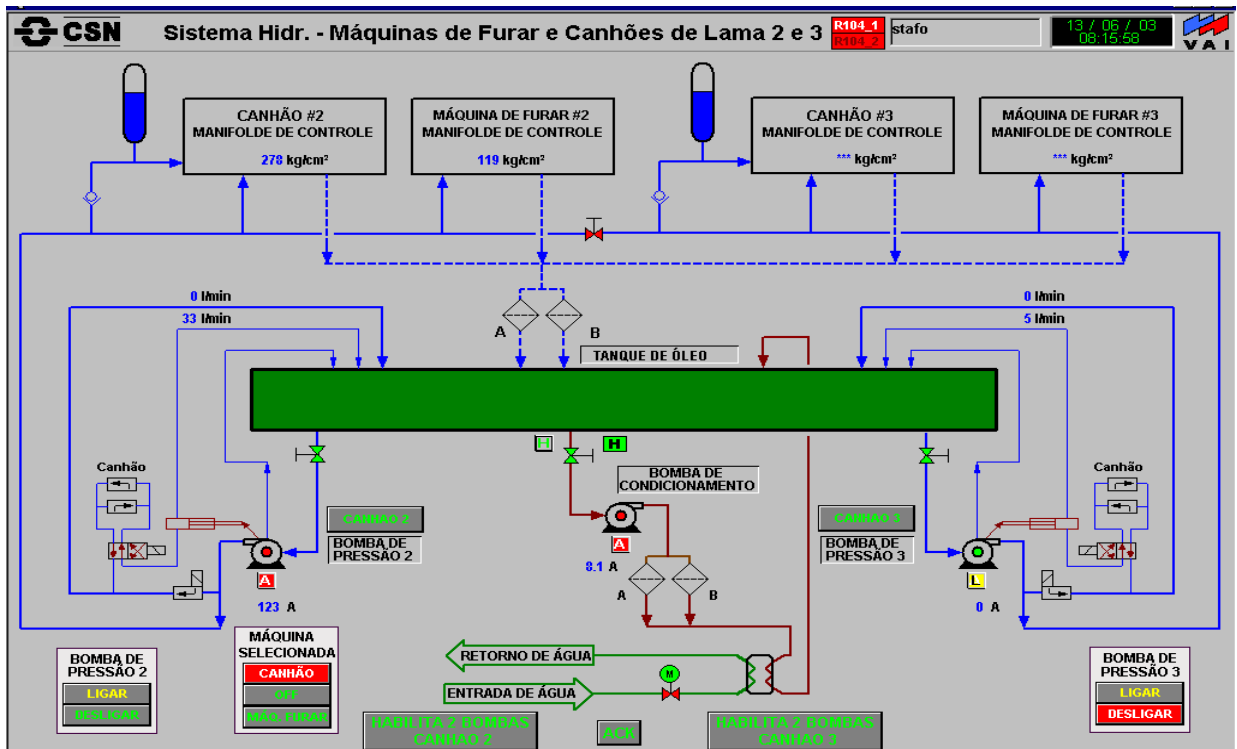 CSN
Sistema Hidr. - Máquinas de Furar e Canhões de Lama 2 e 3
R104_1
R104_2
stafo
13 / 06 / 03
08:15:58
VAI
CANHÃO #2
MANIFOLDE DE CONTROLE
278 kg/cm²
MÁQUINA DE FURAR #2
MANIFOLDE DE CONTROLE
119 kg/cm²
CANHÃO #3
MANIFOLDE DE CONTROLE
*** kg/cm²
MÁQUINA DE FURAR #3
MANIFOLDE DE CONTROLE
*** kg/cm²
0 l/min
33 l/min
0 l/min
5 l/min
A
B
TANQUE DE ÓLEO
H
H
Canhão
Canhão
BOMBA DE
CONDICIONAMENTO
CANHAO 2
BOMBA DE
PRESSÃO 2
CANHAO 3
BOMBA DE
PRESSÃO 3
A
A
L
8.1 A
A
B
123 A
0 A
BOMBA DE
PRESSÃO 2
LIGAR
DESLIGAR
MÁQUINA
SELECIONADA
CANHÃO
OFF
MÁQ. FURAR
RETORNO DE ÁGUA
ENTRADA DE ÁGUA
M
HABILITA 2 BOMBAS
CANHAO 2
ACK
HABILITA 2 BOMBAS
CANHAO 3
BOMBA DE
PRESSÃO 3
LIGAR
DESLIGAR